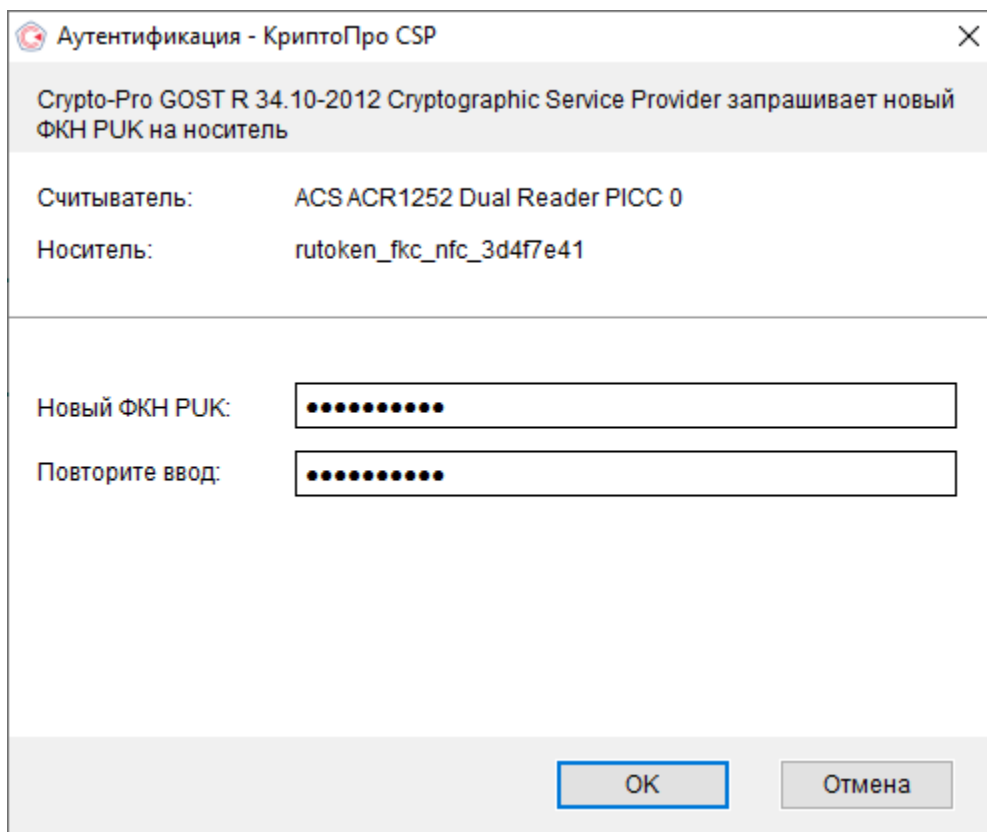 Аутентификация - КриптоПро CSP
Crypto-Pro GOST R 34.10-2012 Cryptographic Service Provider запрашивает новый
ФКН PUK на носитель
Считыватель: ACS ACR1252 Dual Reader PICC 0
Носитель: rutoken_fkc_nfc_3d4f7e41
Новый ФКН PUK: ●●●●●●●●●●
Повторите ввод: ●●●●●●●●●●
OK Отмена